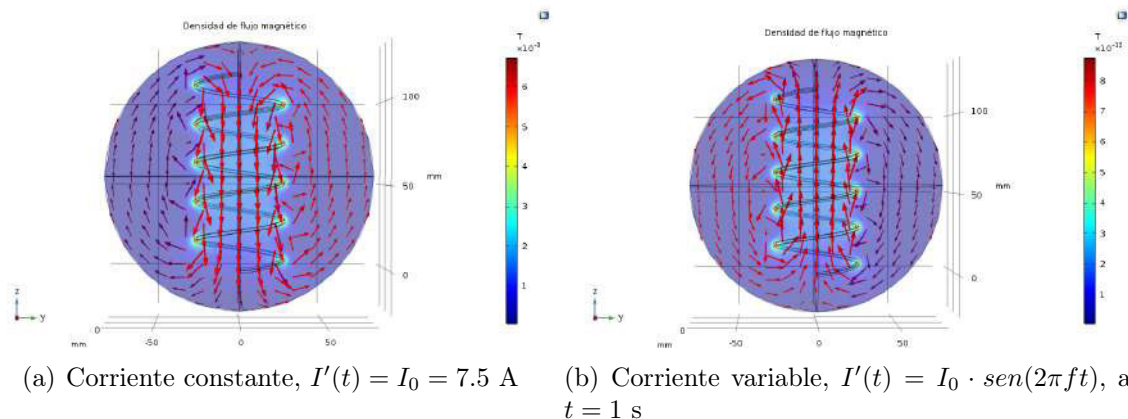 Densidad de flujo magnético
T
×10⁻³
6
5
4
3
2
1
100
50
0
mm
mm
0
-50
0
50
z
y
Densidad de flujo magnético
T
8
7
6
5
4
3
2
1
100
50
0
mm
mm
0
-50
0
50
z
y
(a) Corriente constante, I′(t) = I₀ = 7.5 A
(b) Corriente variable, I′(t) = I₀ · sen(2πft), a
t = 1 s